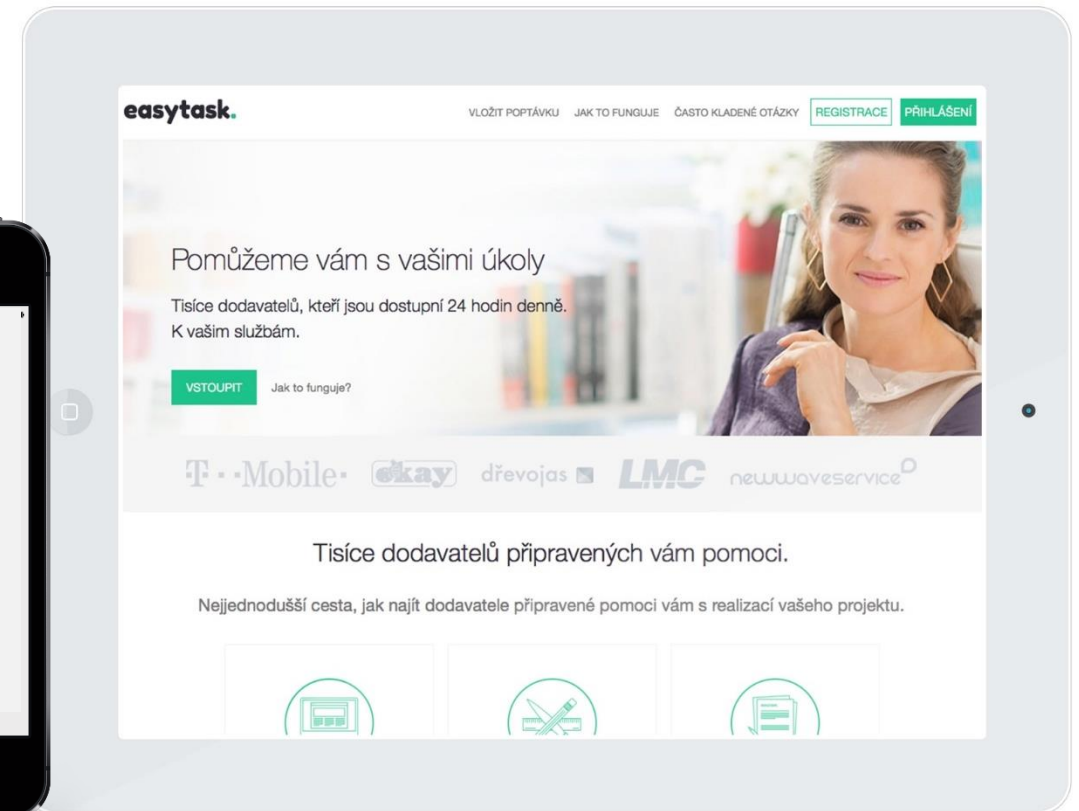 easytask.
VLOŽIT POPTÁVKU JAK TO FUNGUJE ČASTO KLADENÉ OTÁZKY REGISTRACE PŘIHLÁŠENÍ
Pomůžeme vám s vašimi úkoly
Tisíce dodavatelů, kteří jsou dostupní 24 hodin denně.
K vašim službám.
VSTOUPIT Jak to funguje?
T··Mobile· okay dřevojas LMC newwaveservice
Tisíce dodavatelů připravených vám pomoci.
Nejjednodušší cesta, jak najít dodavatele připravené pomoci vám s realizací vašeho projektu.